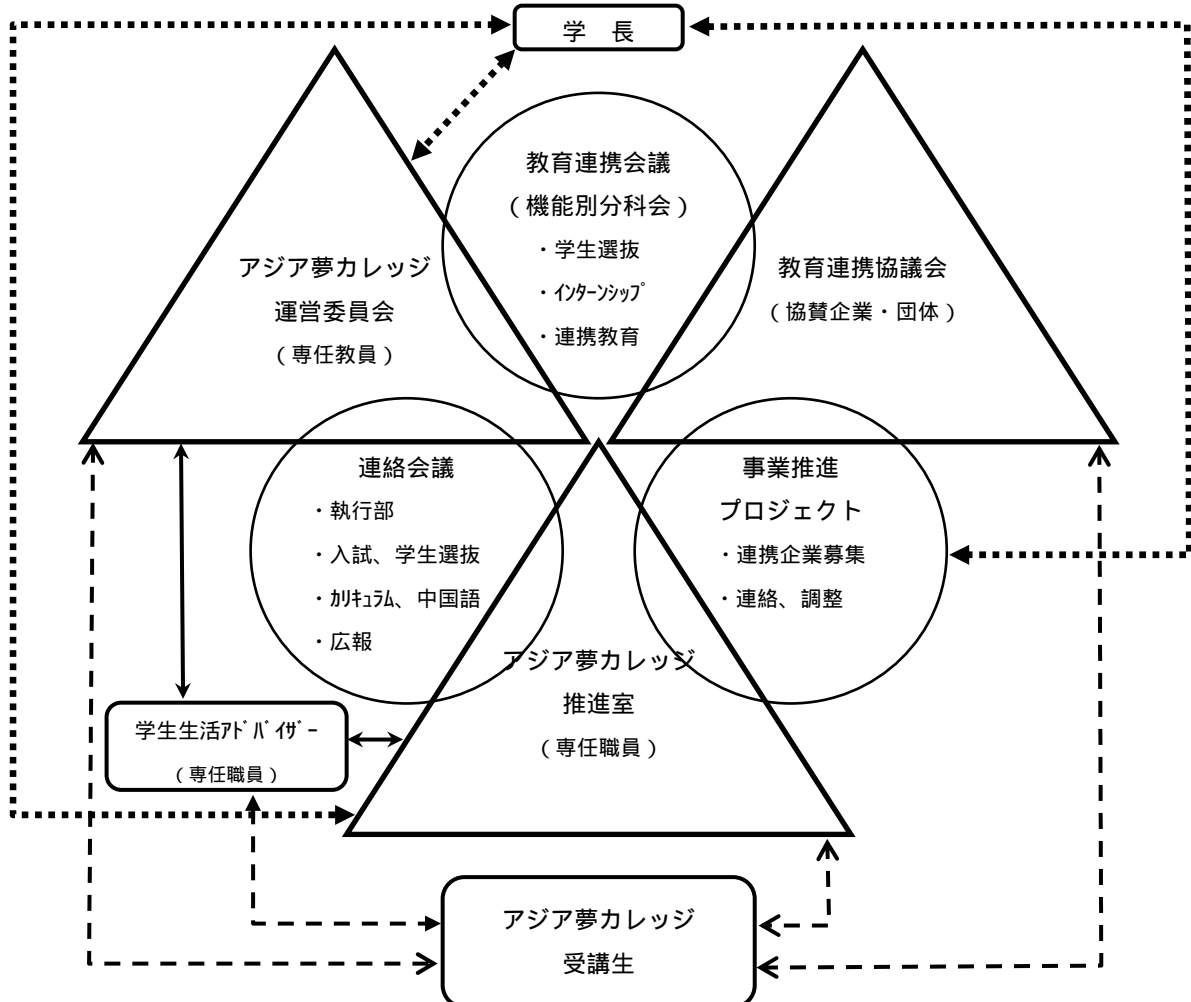 学 長
教育連携会議
(機能別分科会)
・学生選抜
・インターンシップ
・連携教育
アジア夢カレッジ
運営委員会
(専任教員)
教育連携協議会
(協賛企業・団体)
連絡会議
・執行部
・入試、学生選抜
・カリキュラム、中国語
・広報
事業推進
プロジェクト
・連携企業募集
・連絡、調整
アジア夢カレッジ
推進室
(専任職員)
学生生活アドバイザー
(専任職員)
アジア夢カレッジ
受講生